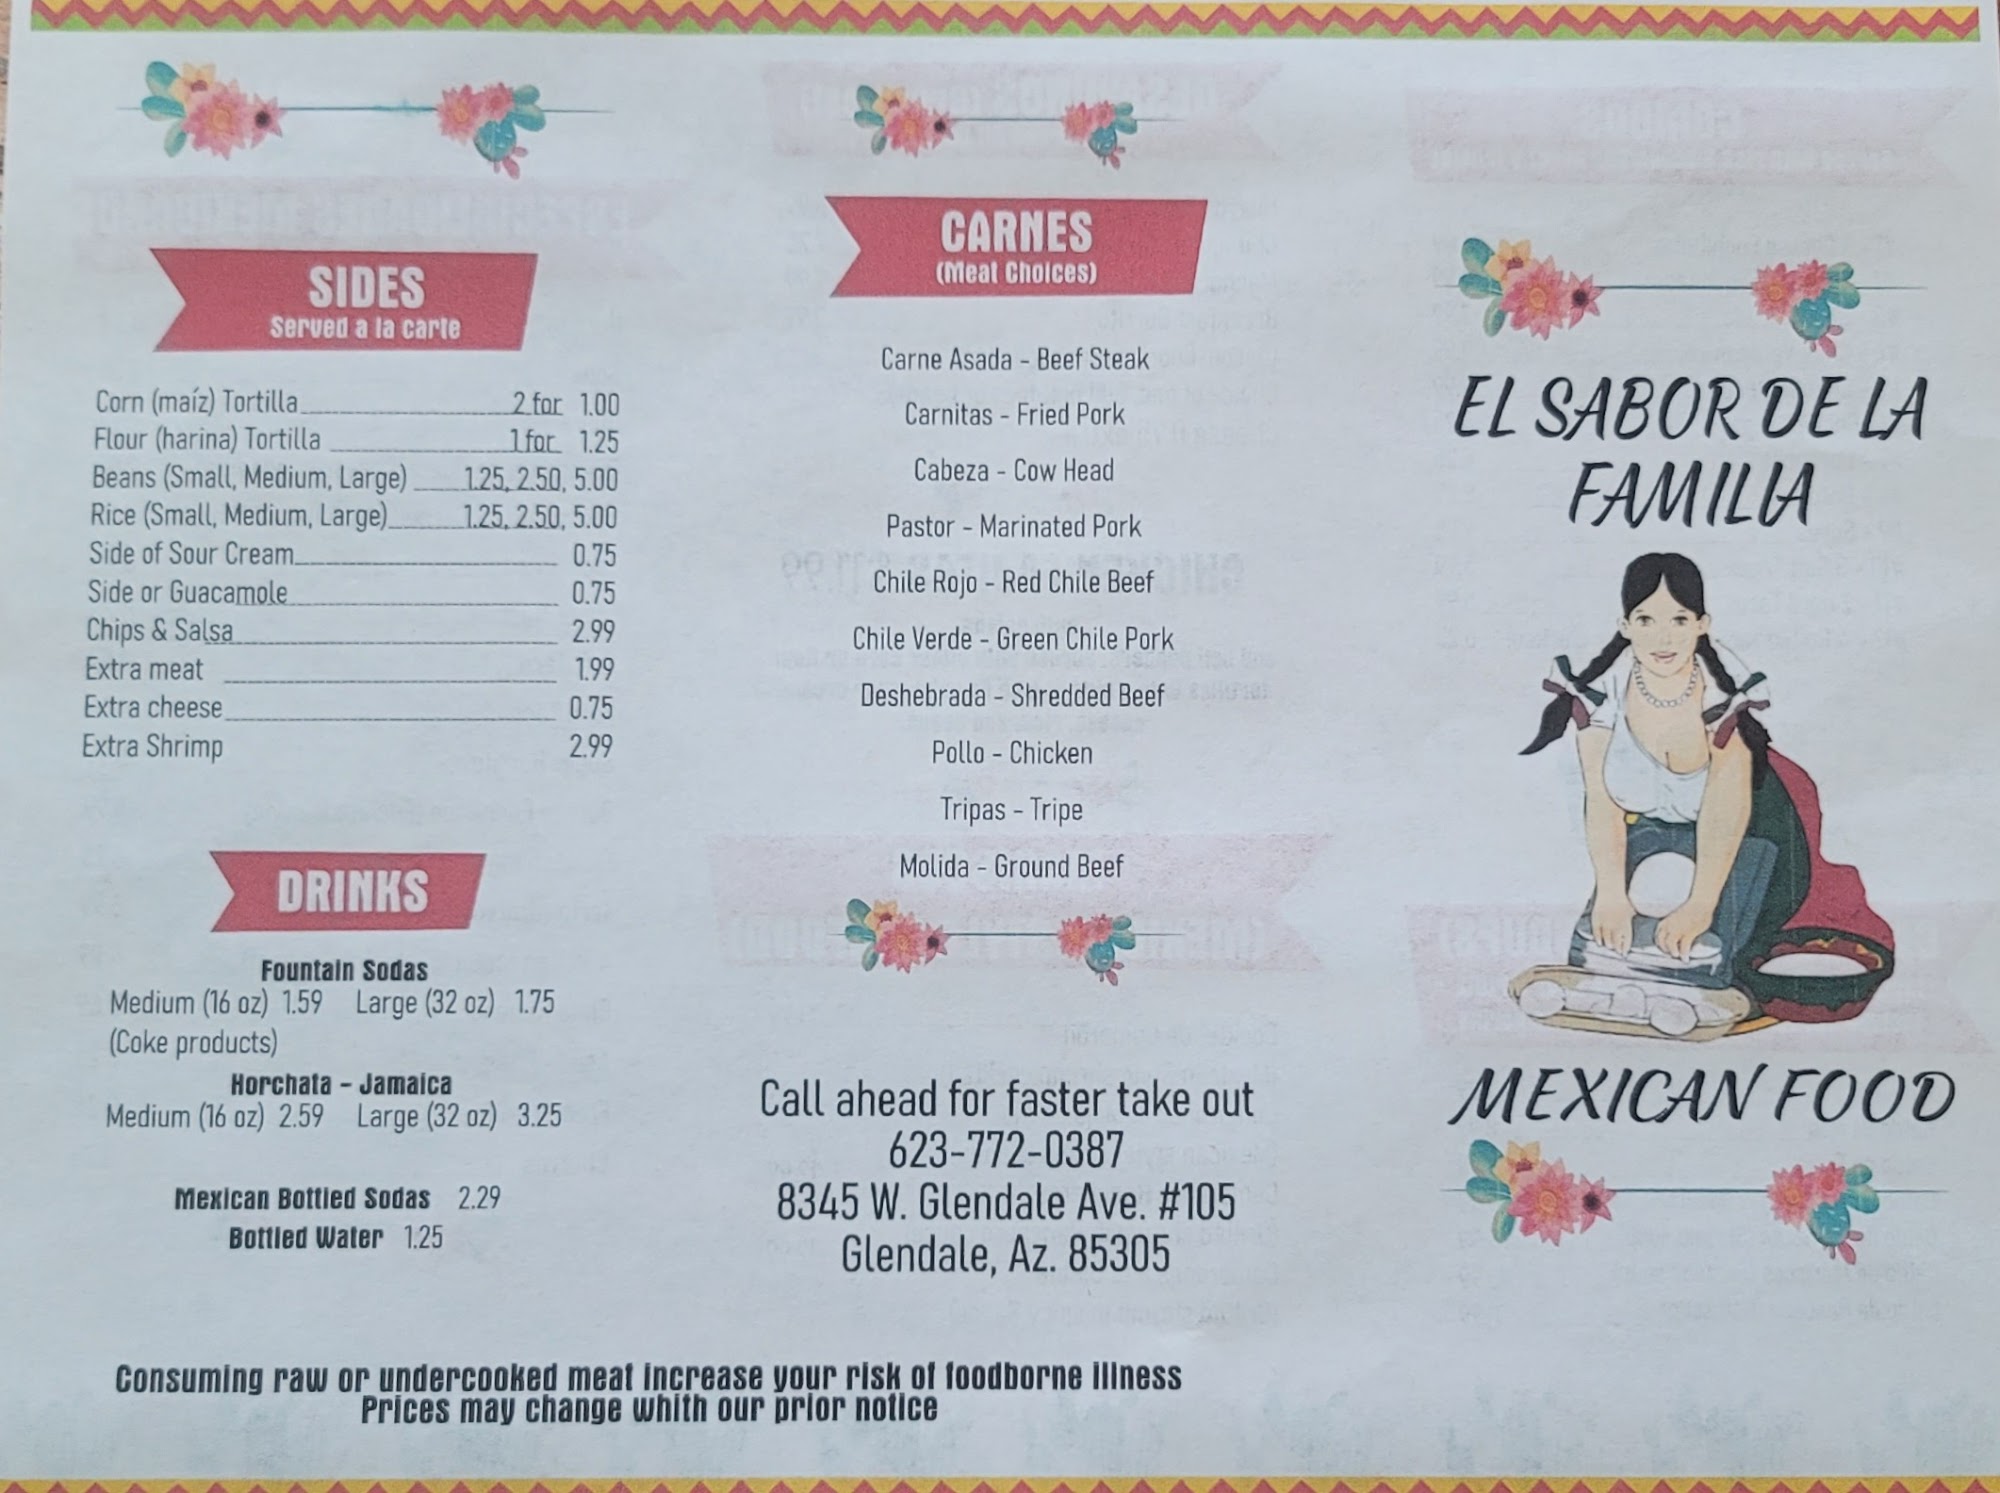 SIDES
Served a la carte
Corn (maíz) Tortilla 2 for 1.00
Flour (harina) Tortilla 1 for 1.25
Beans (Small, Medium, Large) 1.25, 2.50, 5.00
Rice (Small, Medium, Large) 1.25, 2.50, 5.00
Side of Sour Cream 0.75
Side or Guacamole 0.75
Chips & Salsa 2.99
Extra meat 1.99
Extra cheese 0.75
Extra Shrimp 2.99
DRINKS
Fountain Sodas
Medium (16 oz) 1.59 Large (32 oz) 1.75
(Coke products)
Horchata - Jamaica
Medium (16 oz) 2.59 Large (32 oz) 3.25
Mexican Bottled Sodas 2.29
Bottled Water 1.25
CARNES
(Meat Choices)
Carne Asada - Beef Steak
Carnitas - Fried Pork
Cabeza - Cow Head
Pastor - Marinated Pork
Chile Rojo - Red Chile Beef
Chile Verde - Green Chile Pork
Deshebrada - Shredded Beef
Pollo - Chicken
Tripas - Tripe
Molida - Ground Beef
Call ahead for faster take out
623-772-0387
8345 W. Glendale Ave. #105
Glendale, Az. 85305
Consuming raw or undercooked meat increase your risk of foodborne illness
Prices may change whith our prior notice
EL SABOR DE LA
FAMILIA
MEXICAN FOOD